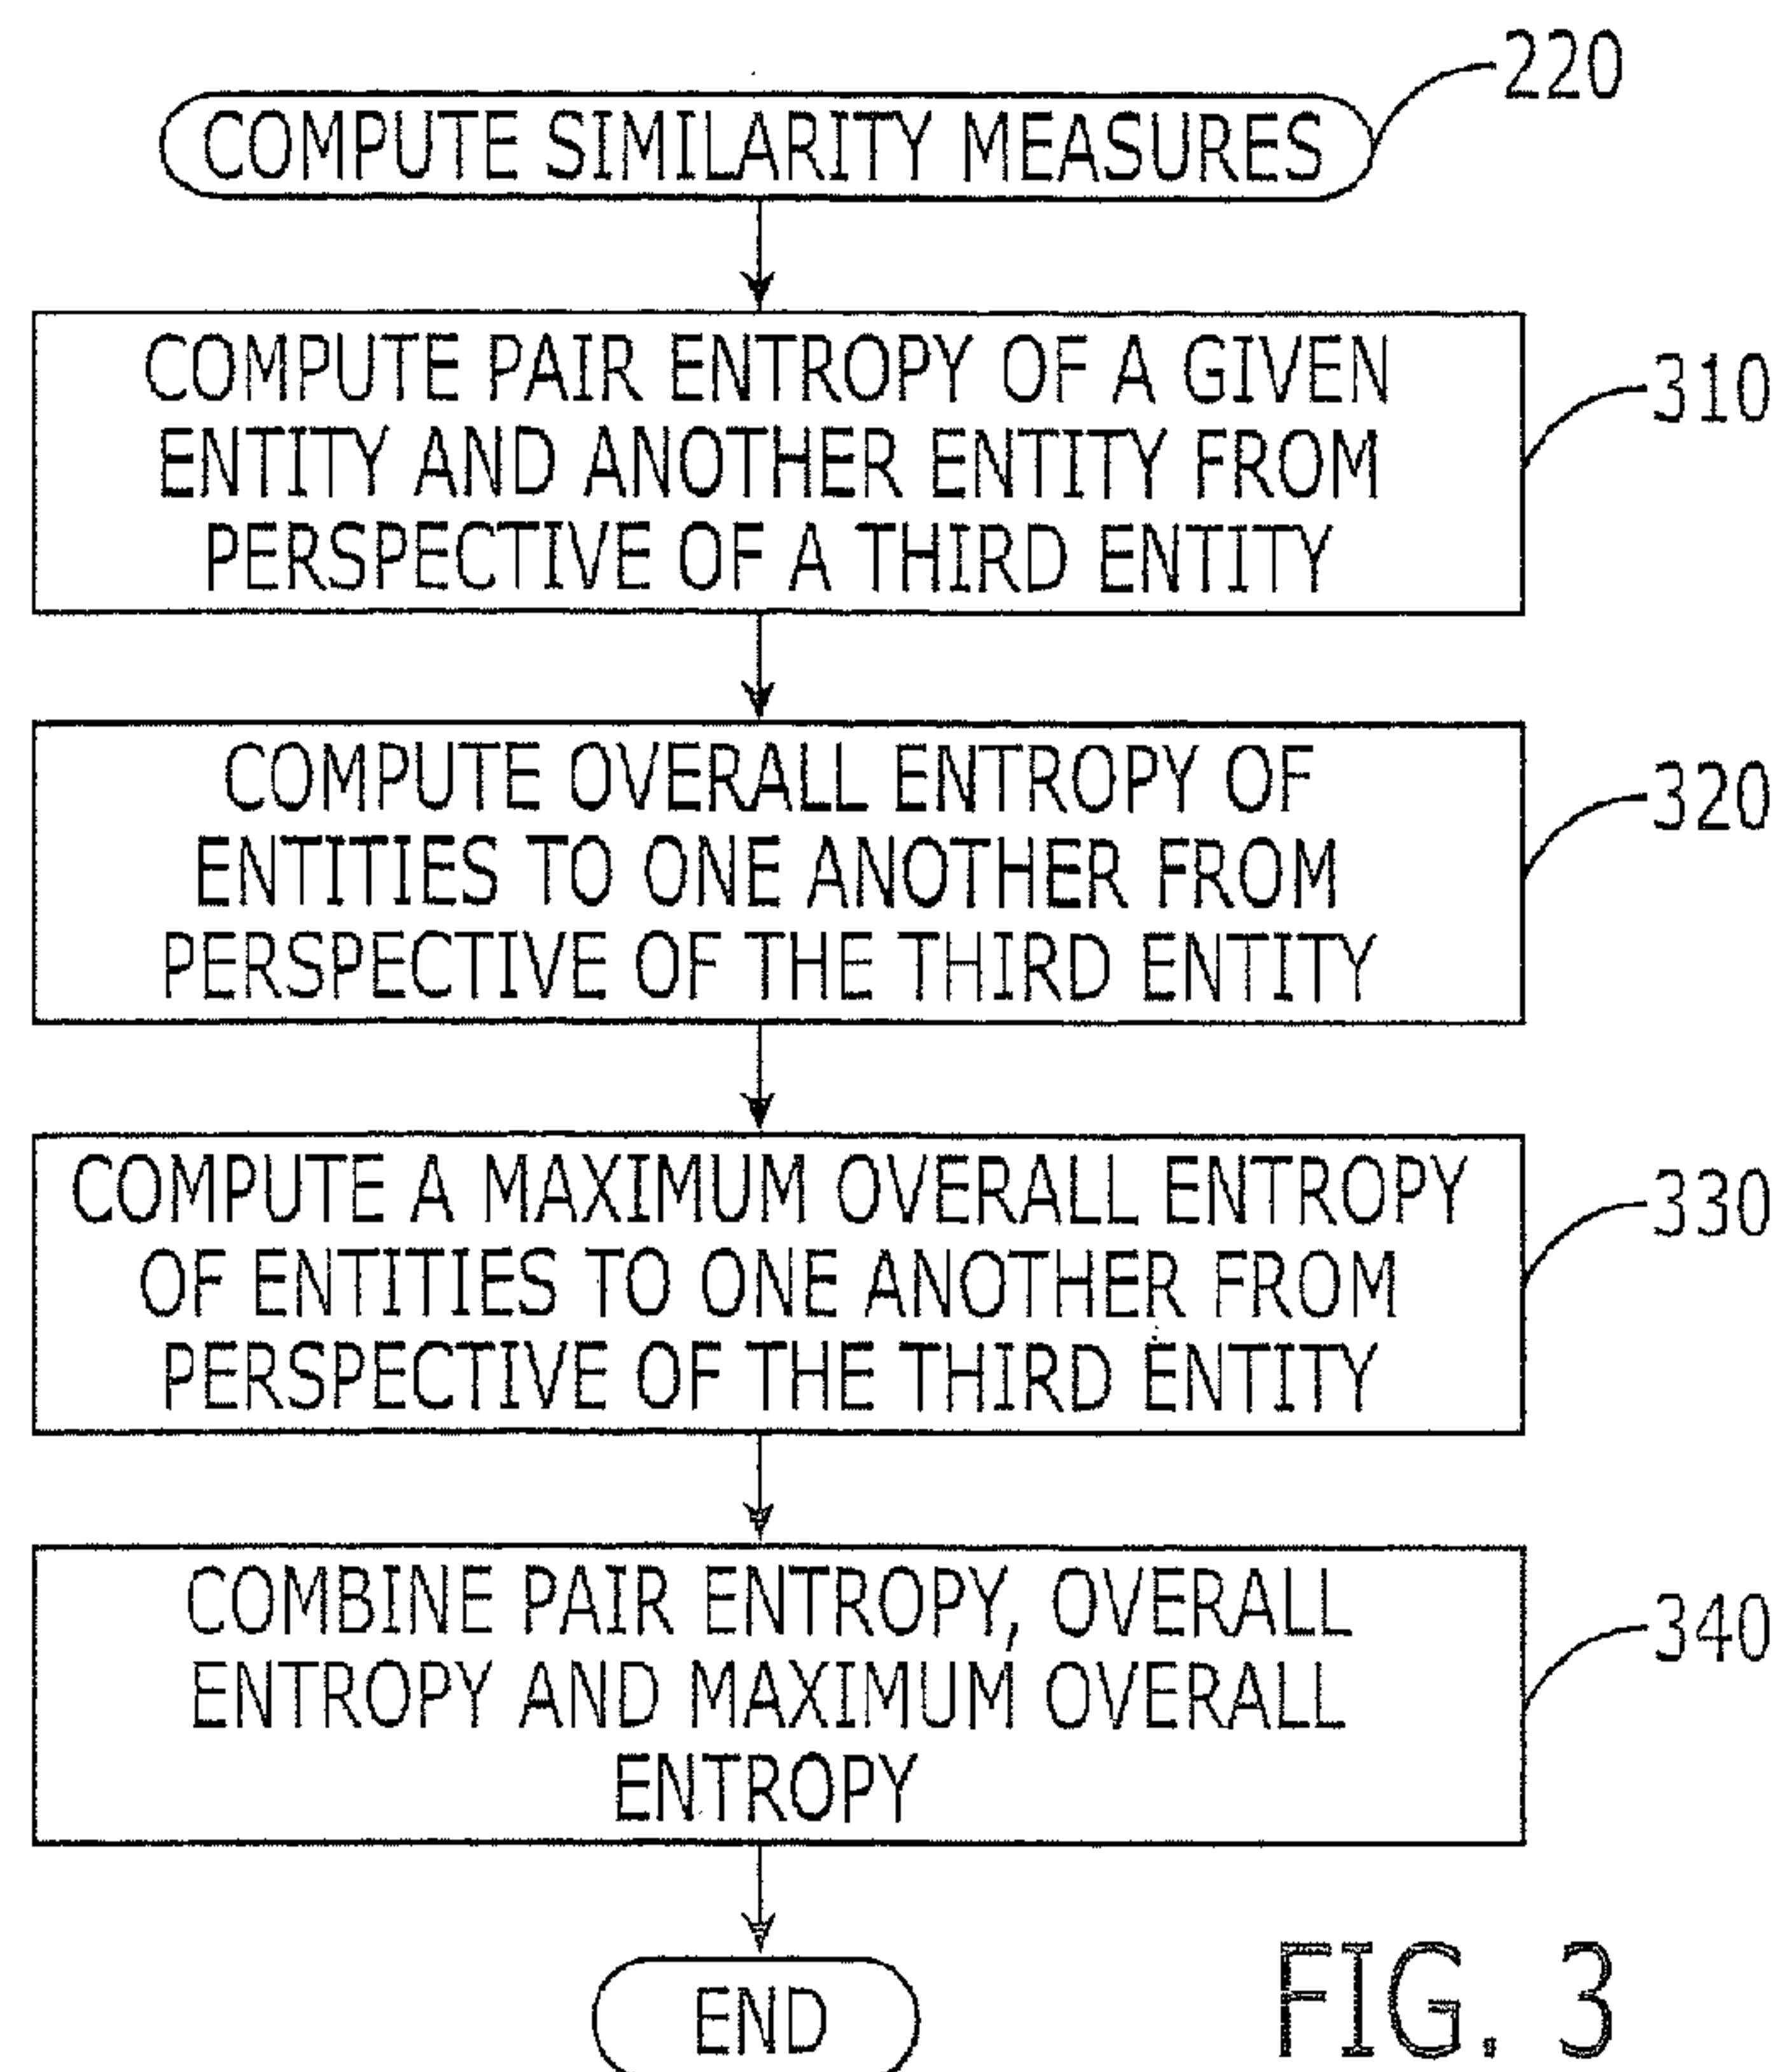 220
COMPUTE SIMILARITY MEASURES
COMPUTE PAIR ENTROPY OF A GIVEN
ENTITY AND ANOTHER ENTITY FROM
PERSPECTIVE OF A THIRD ENTITY
310
COMPUTE OVERALL ENTROPY OF
ENTITIES TO ONE ANOTHER FROM
PERSPECTIVE OF THE THIRD ENTITY
320
COMPUTE A MAXIMUM OVERALL ENTROPY
OF ENTITIES TO ONE ANOTHER FROM
PERSPECTIVE OF THE THIRD ENTITY
330
COMBINE PAIR ENTROPY, OVERALL
ENTROPY AND MAXIMUM OVERALL
ENTROPY
340
END
FIG. 3